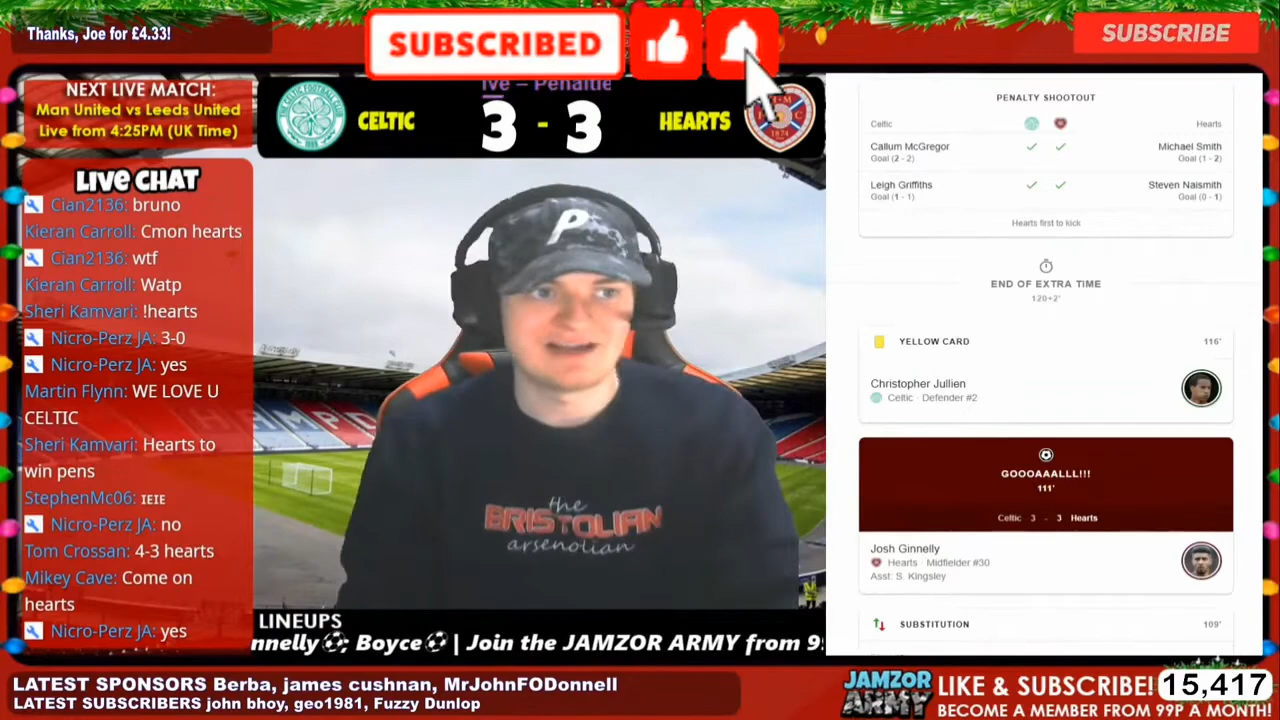 Thanks, Joe for £4.33!
SUBSCRIBED
SUBSCRIBE
NEXT LIVE MATCH:
Man United vs Leeds United
Live from 4:25PM (UK Time)
CELTIC
3 - 3
HEARTS
LIVE CHAT
Cian2136: bruno
Kieran Carroll: Cmon hearts
Cian2136: wtf
Kieran Carroll: Watp
Sheri Kamvari: !hearts
Nicro-Perz JA: 3-0
Nicro-Perz JA: yes
Martin Flynn: WE LOVE U
CELTIC
Sheri Kamvari: Hearts to
win pens
StephenMc06: IEIE
Nicro-Perz JA: no
Tom Crossan: 4-3 hearts
Mikey Cave: Come on
hearts
Nicro-Perz JA: yes
the
BRISTOLIAN
arsenolian
PENALTY SHOOTOUT
Celtic
Hearts
Callum McGregor
Michael Smith
Goal (2 - 2)
Goal (1 - 2)
Leigh Griffiths
Steven Naismith
Goal (1 - 1)
Goal (0 - 1)
Hearts first to kick
END OF EXTRA TIME
120+2'
YELLOW CARD
116'
Christopher Jullien
Celtic · Defender #2
GOOOAAALLL!!!
111'
Celtic 3 - 3 Hearts
Josh Ginnelly
Hearts · Midfielder #30
Asst: S. Kingsley
SUBSTITUTION
109'
LINEUPS
nnelly⚽, Boyce⚽ | Join the JAMZOR ARMY from 9
LATEST SPONSORS Berba, james cushnan, MrJohnFODonnell
LATEST SUBSCRIBERS john bhoy, geo1981, Fuzzy Dunlop
JAMZOR
ARMY
LIKE & SUBSCRIBE!
15,417
BECOME A MEMBER FROM 99P A MONTH!